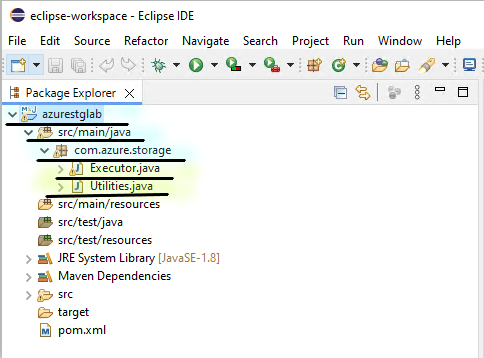 eclipse-workspace - Eclipse IDE
File Edit Source Refactor Navigate Search Project Run Window Help
Package Explorer
azurestglab
src/main/java
com.azure.storage
Executor.java
Utilities.java
src/main/resources
src/test/java
src/test/resources
JRE System Library [JavaSE-1.8]
Maven Dependencies
src
target
pom.xml